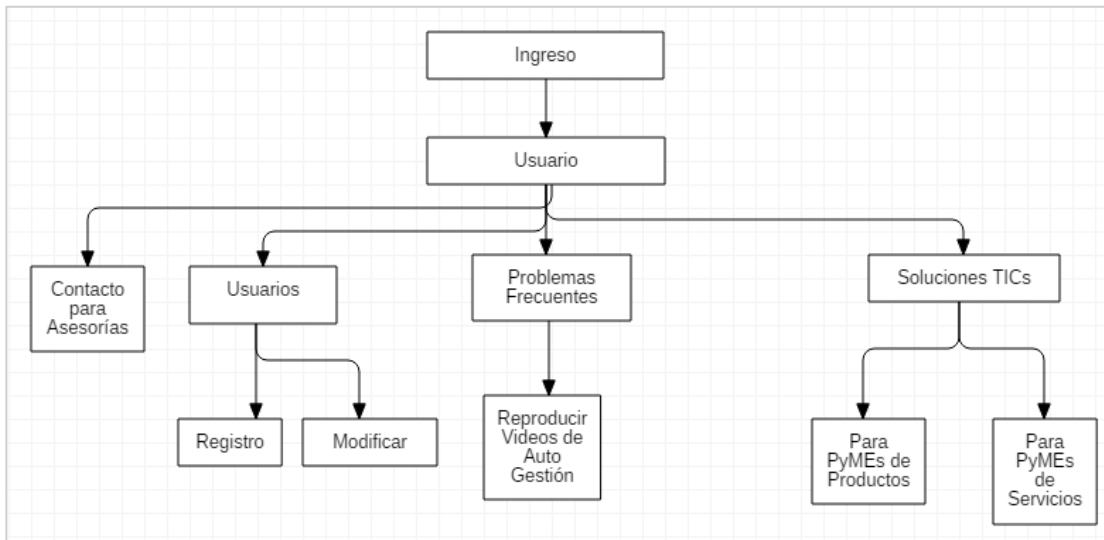 Ingreso
Usuario
Contacto
para
Asesorías
Usuarios
Problemas
Frecuentes
Soluciones TICs
Registro
Modificar
Reproducir
Videos de
Auto
Gestión
Para
PyMEs de
Productos
Para
PyMEs
de
Servicios